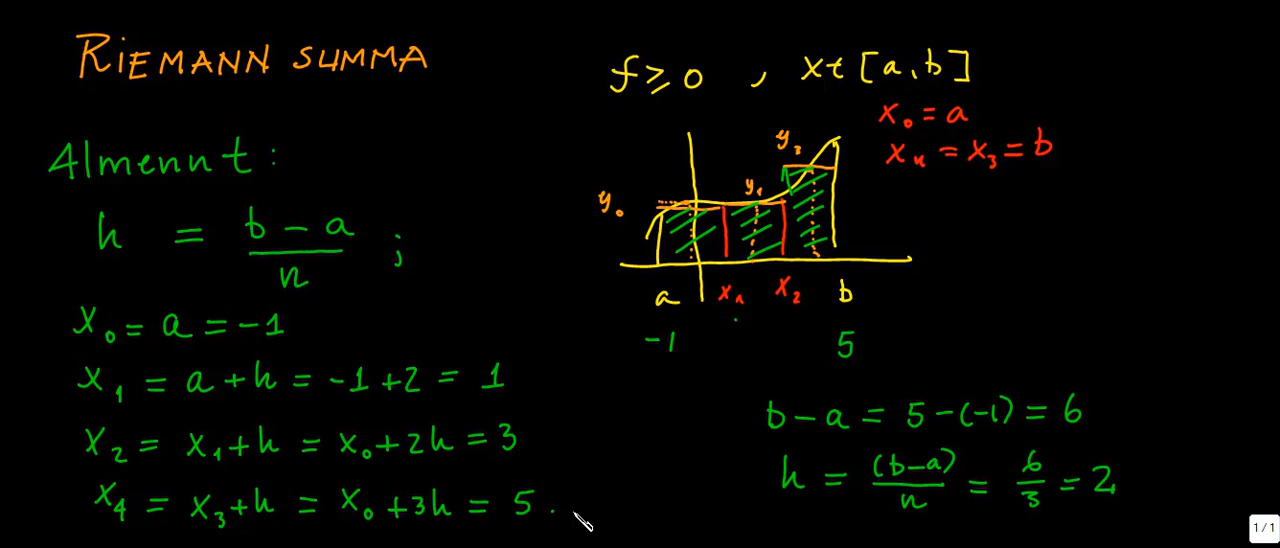 RIEMANN SUMMA
f ≥ 0 , x t [a, b]
x₀ = a
xₙ = x₃ = b
Almennt :
h = b - a / n ;
x₀ = a = -1
x₁ = a + h = -1 + 2 = 1
x₂ = x₁ + h = x₀ + 2h = 3
x₄ = x₃ + h = x₀ + 3h = 5 .
y₀
y₁
y₂
a x₁ x₂ b
-1 5
b - a = 5 - (-1) = 6
h = (b-a) / n = 6 / 3 = 2
1 / 1